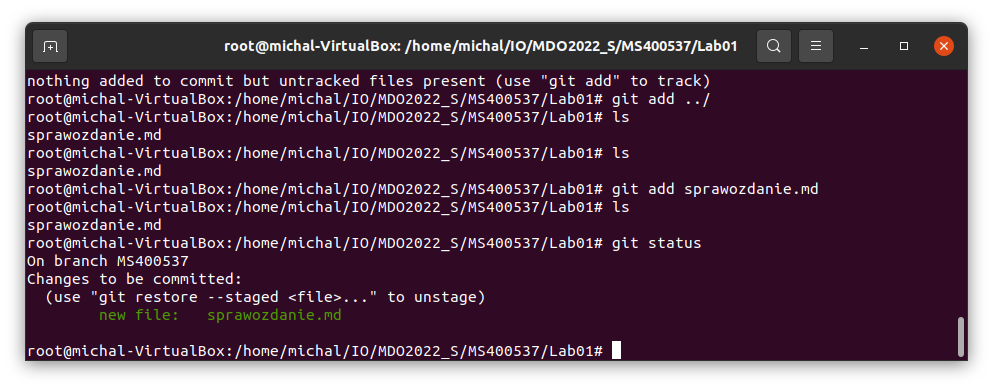 root@michal-VirtualBox: /home/michal/IO/MDO2022_S/MS400537/Lab01
nothing added to commit but untracked files present (use "git add" to track)
root@michal-VirtualBox:/home/michal/IO/MDO2022_S/MS400537/Lab01# git add ../
root@michal-VirtualBox:/home/michal/IO/MDO2022_S/MS400537/Lab01# ls
sprawozdanie.md
root@michal-VirtualBox:/home/michal/IO/MDO2022_S/MS400537/Lab01# ls
sprawozdanie.md
root@michal-VirtualBox:/home/michal/IO/MDO2022_S/MS400537/Lab01# git add sprawozdanie.md
root@michal-VirtualBox:/home/michal/IO/MDO2022_S/MS400537/Lab01# ls
sprawozdanie.md
root@michal-VirtualBox:/home/michal/IO/MDO2022_S/MS400537/Lab01# git status
On branch MS400537
Changes to be committed:
  (use "git restore --staged <file>..." to unstage)
        new file:   sprawozdanie.md
root@michal-VirtualBox:/home/michal/IO/MDO2022_S/MS400537/Lab01#